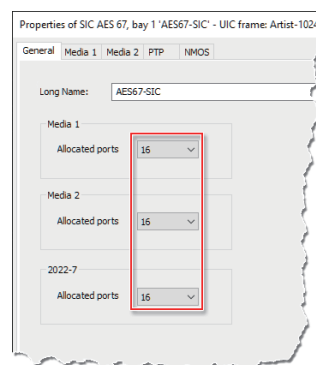 Properties of SIC AES 67, bay 1 'AES67-SIC' - UIC frame: Artist-1024
General Media 1 Media 2 PTP NMOS
Long Name: AES67-SIC
Media 1
Allocated ports 16
Media 2
Allocated ports 16
2022-7
Allocated ports 16